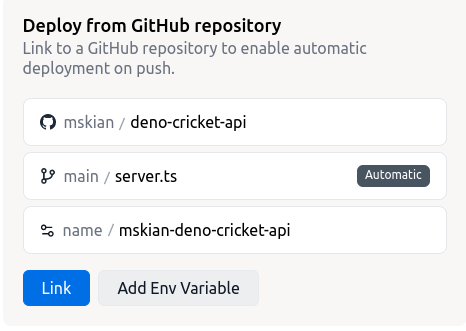 Deploy from GitHub repository
Link to a GitHub repository to enable automatic
deployment on push.
mskian / deno-cricket-api
main / server.ts Automatic
name / mskian-deno-cricket-api
Link Add Env Variable